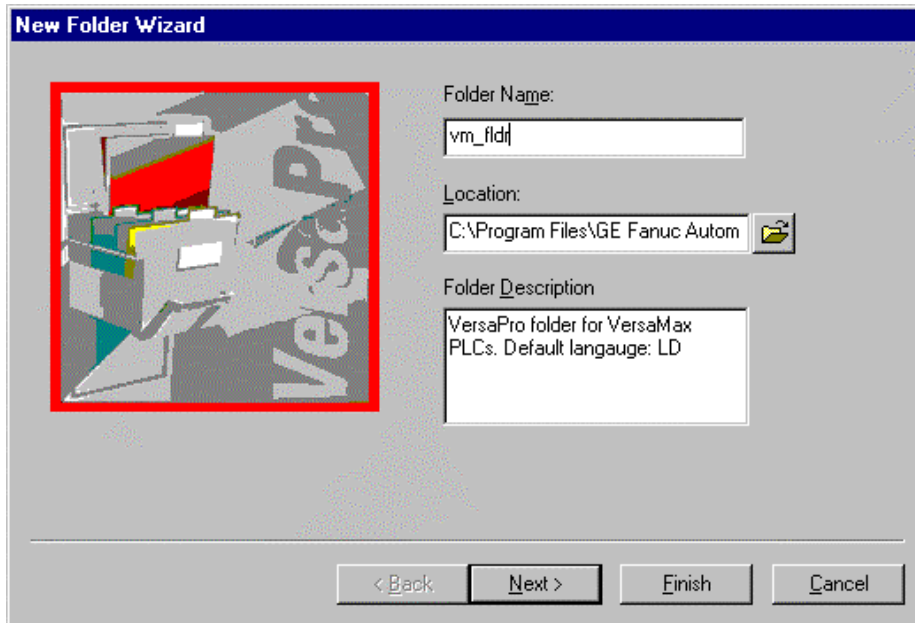 New Folder Wizard
Folder Name:
vm_fldr
Location:
C:\Program Files\GE Fanuc Autom
Folder Description
VersaPro folder for VersaMax
PLCs. Default langauge: LD
VersaPro
< Back
Next >
Finish
Cancel